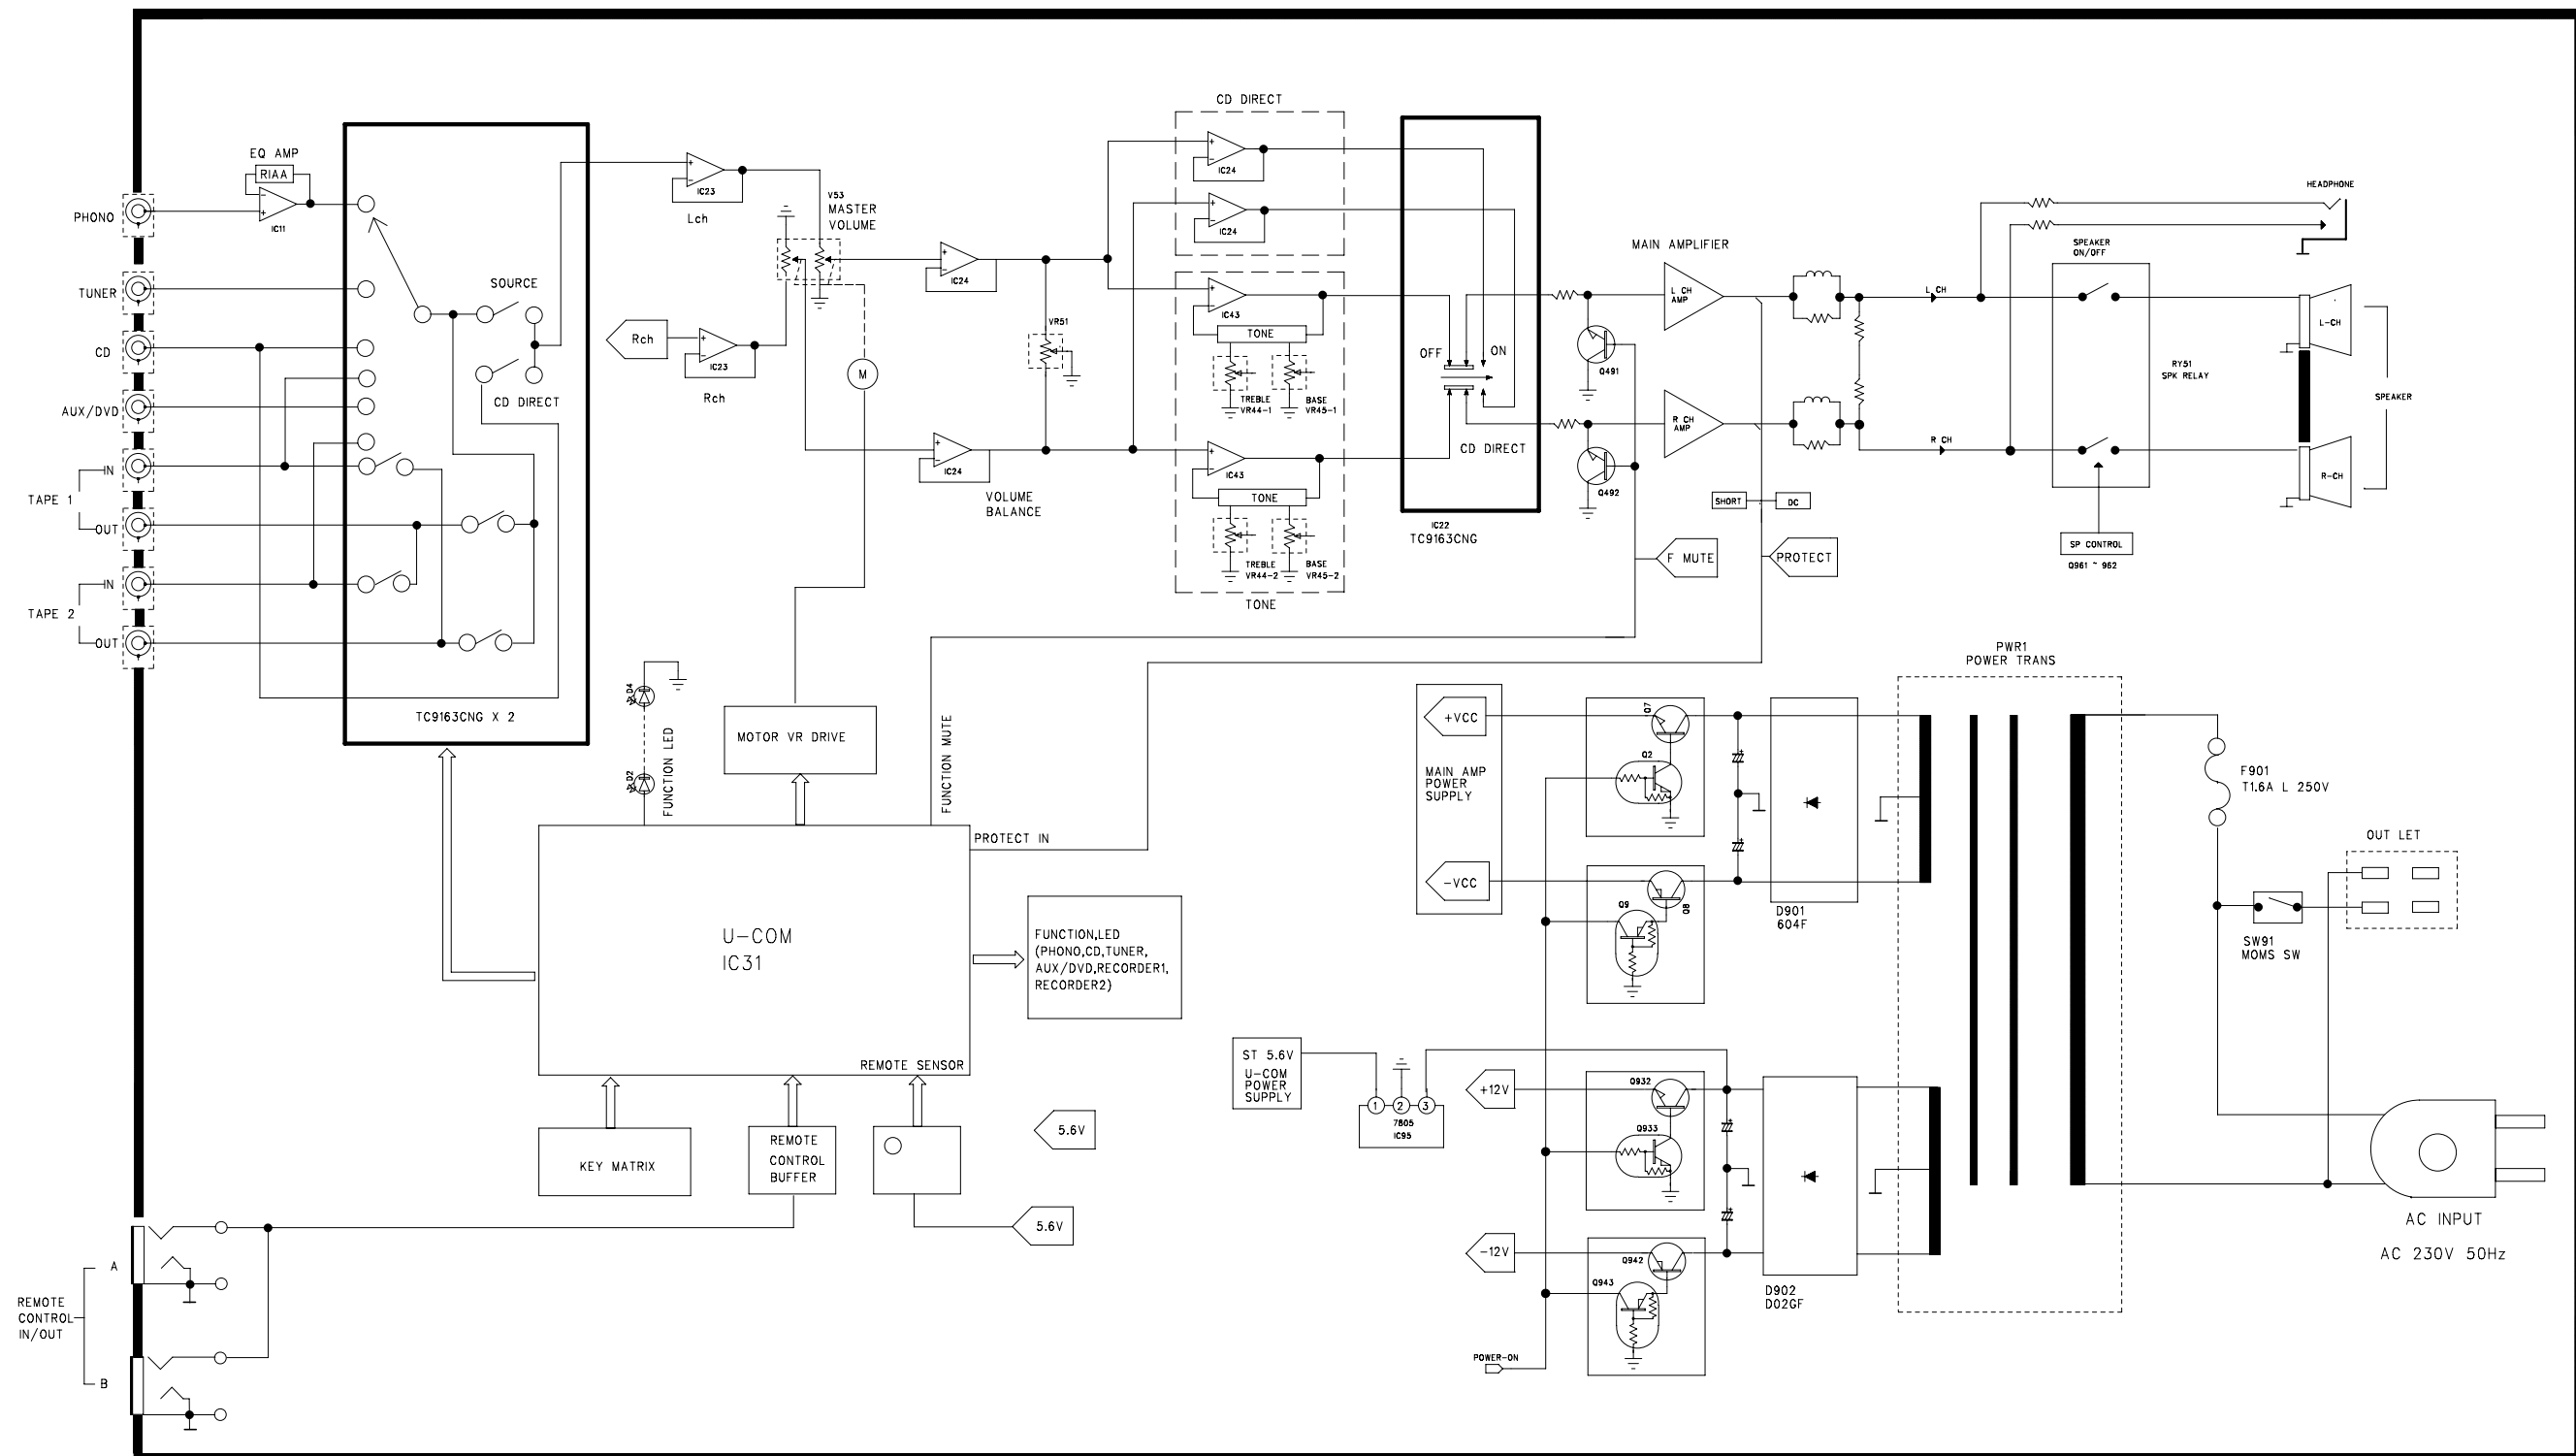 EQ AMP
RIAA
IC11
PHONO
TUNER
CD
AUX/DVD
IN
TAPE 1
OUT
IN
TAPE 2
OUT
SOURCE
CD DIRECT
TC9163CNG X 2
IC23
Lch
Rch
IC23
Rch
V53
MASTER
VOLUME
M
IC24
VR51
IC24
VOLUME
BALANCE
CD DIRECT
IC24
IC24
IC43
TONE
TREBLE
VR44-1
BASE
VR45-1
IC43
TONE
TREBLE
VR44-2
BASE
VR45-2
TONE
OFF
ON
CD DIRECT
IC22
TC9163CNG
MAIN AMPLIFIER
L CH
AMP
Q491
R CH
AMP
Q492
SHORT
DC
F MUTE
PROTECT
L CH
R CH
HEADPHONE
SPEAKER
ON/OFF
RY51
SPK RELAY
SP CONTROL
Q961 ~ 962
L-CH
R-CH
SPEAKER
D4
D2
FUNCTION LED
MOTOR VR DRIVE
FUNCTION MUTE
PROTECT IN
U-COM
IC31
REMOTE SENSOR
FUNCTION,LED
(PHONO,CD,TUNER,
AUX/DVD,RECORDER1,
RECORDER2)
KEY MATRIX
REMOTE
CONTROL
BUFFER
5.6V
5.6V
A
REMOTE
CONTROL
IN/OUT
B
+VCC
MAIN AMP
POWER
SUPPLY
-VCC
Q7
Q2
Q9
Q8
D901
604F
PWR1
POWER TRANS
F901
T1.6A L 250V
OUT LET
SW91
MOMS SW
ST 5.6V
U-COM
POWER
SUPPLY
1
2
3
7805
IC95
+12V
-12V
Q932
Q933
Q942
Q943
D902
D02GF
POWER-ON
AC INPUT
AC 230V 50Hz